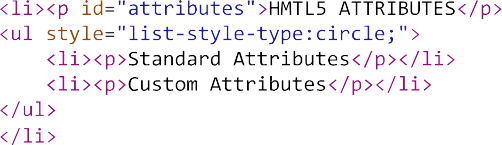 <li><p id="attributes">HMTL5 ATTRIBUTES</p>
<ul style="list-style-type:circle;">
<li><p>Standard Attributes</p></li>
<li><p>Custom Attributes</p></li>
</ul>
</li>